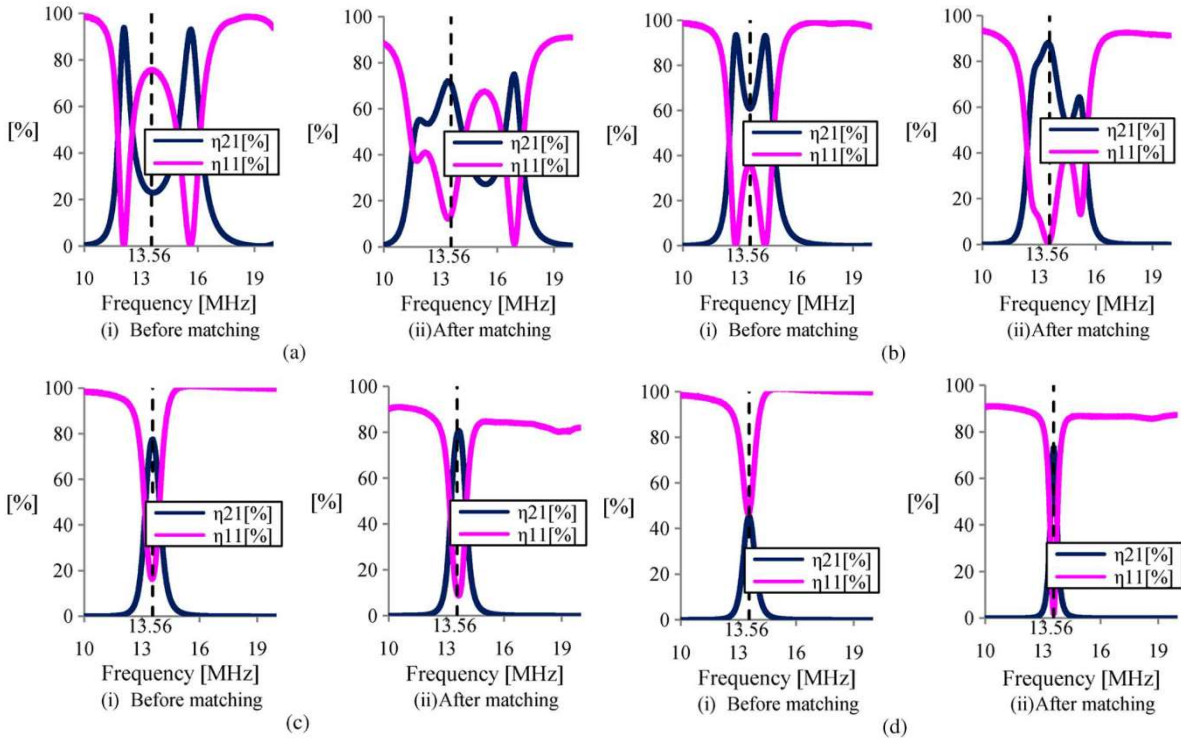 100
80
60
[%]
40
20
0
η21[%]
η11[%]
13.56
10 13 16 19
Frequency [MHz]
(i) Before matching
100
80
60
[%]
40
20
0
η21[%]
η11[%]
13.56
10 13 16 19
Frequency [MHz]
(ii)After matching
(a)
100
80
60
[%]
40
20
0
η21[%]
η11[%]
13.56
10 13 16 19
Frequency [MHz]
(i) Before matching
100
80
60
[%]
40
20
0
η21[%]
η11[%]
13.56
10 13 16 19
Frequency [MHz]
(ii)After matching
(b)
100
80
60
[%]
40
20
0
η21[%]
η11[%]
13.56
10 13 16 19
Frequency [MHz]
(i) Before matching
100
80
60
[%]
40
20
0
η21[%]
η11[%]
13.56
10 13 16 19
Frequency [MHz]
(ii)After matching
(c)
100
80
60
[%]
40
20
0
η21[%]
η11[%]
13.56
10 13 16 19
Frequency [MHz]
(i) Before matching
100
80
60
[%]
40
20
0
η21[%]
η11[%]
13.56
10 13 16 19
Frequency [MHz]
(ii)After matching
(d)